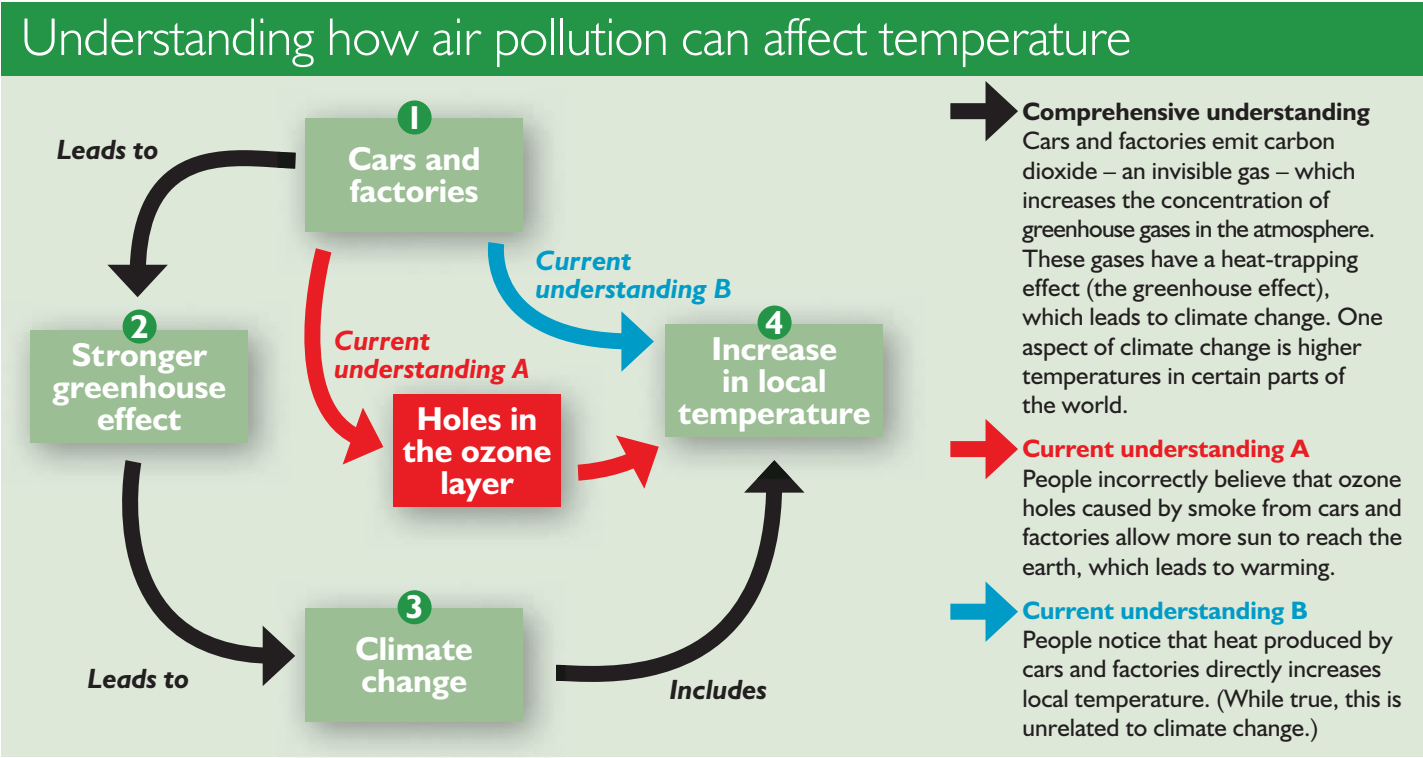 Understanding how air pollution can affect temperature
1
Cars and
factories
Leads to
Current
understanding B
Current
understanding A
2
Stronger
greenhouse
effect
4
Increase
in local
temperature
Holes in
the ozone
layer
3
Climate
change
Leads to
Includes
Comprehensive understanding
Cars and factories emit carbon
dioxide – an invisible gas – which
increases the concentration of
greenhouse gases in the atmosphere.
These gases have a heat-trapping
effect (the greenhouse effect),
which leads to climate change. One
aspect of climate change is higher
temperatures in certain parts of
the world.
Current understanding A
People incorrectly believe that ozone
holes caused by smoke from cars and
factories allow more sun to reach the
earth, which leads to warming.
Current understanding B
People notice that heat produced by
cars and factories directly increases
local temperature. (While true, this is
unrelated to climate change.)